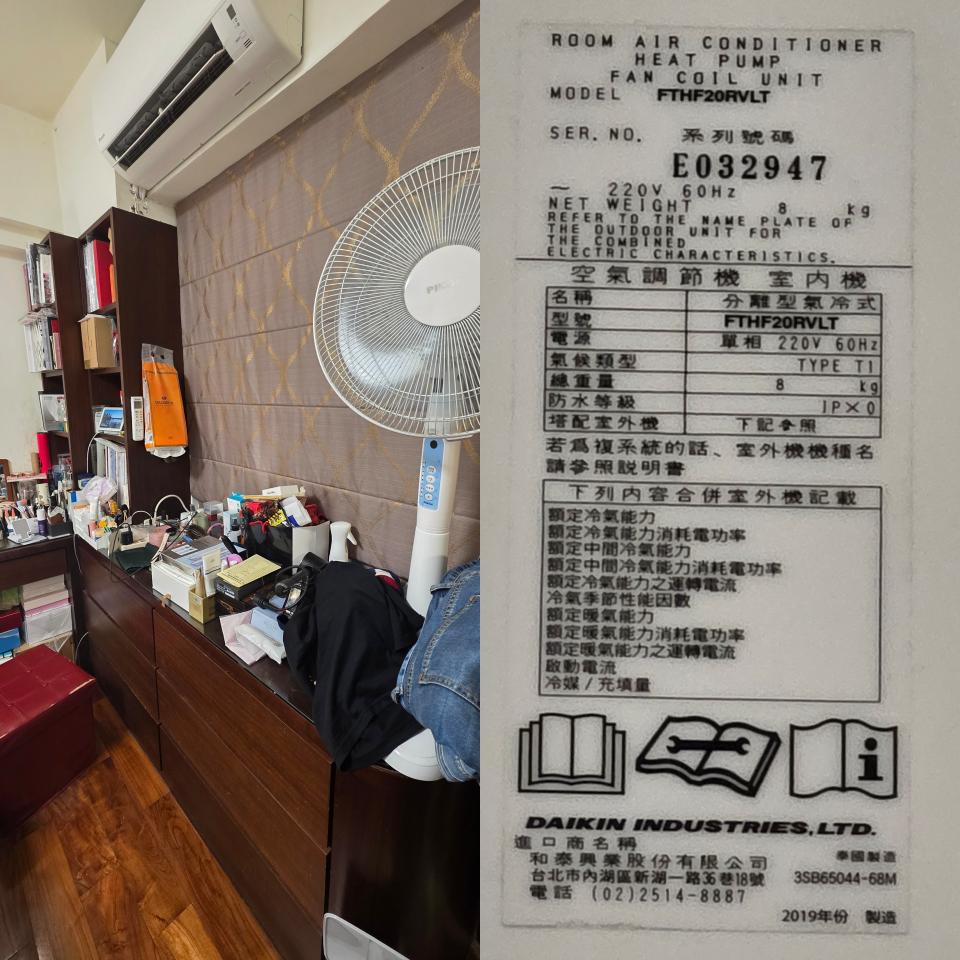 ROOM AIR CONDITIONER
HEAT PUMP
FAN COIL UNIT
MODEL FTHF20RVLT
SER. NO. 系列號碼
E032947
~ 220V 60Hz
NET WEIGHT 8 kg
REFER TO THE NAME PLATE OF
THE OUTDOOR UNIT FOR
THE COMBINED
ELECTRIC CHARACTERISTICS.
空氣調節機 室內機
名稱 分離型氣冷式
型號 FTHF20RVLT
電源 單相 220V 60Hz
氣候類型 TYPE T1
總重量 8 kg
防水等級 IP×0
塔配室外機 下記參照
若爲複系統的話、室外機機種名
請參照説明書
下列内容合併室外機記載
額定冷氣能力
額定冷氣能力消耗電功率
額定中間冷氣能力
額定中間冷氣能力消耗電功率
額定冷氣能力之運轉電流
冷氣季節性能因數
額定暖氣能力
額定暖氣能力消耗電功率
額定暖氣能力之運轉電流
啟動電流
冷媒/充填量
DAIKIN INDUSTRIES, LTD.
進口商名稱
和泰興業股份有限公司 泰國製造
台北市內湖區新湖一路36巷18號 3SB65044-68M
電話 (02)2514-8887
2019年份 製造